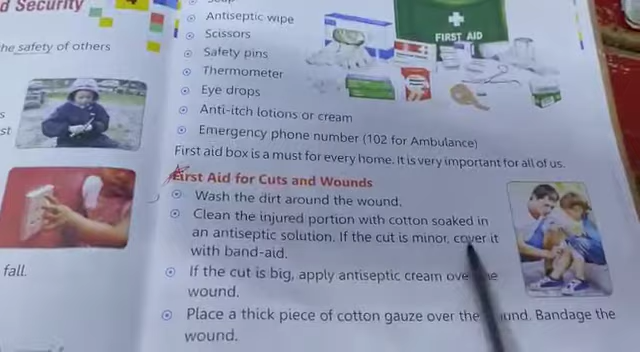 d Security
he safety of others
st
fall.
Antiseptic wipe
Scissors
Safety pins
Thermometer
Eye drops
Anti-itch lotions or cream
Emergency phone number (102 for Ambulance)
FIRST AID
First aid box is a must for every home. It is very important for all of us.
First Aid for Cuts and Wounds
Wash the dirt around the wound.
Clean the injured portion with cotton soaked in
an antiseptic solution. If the cut is minor, cover it
with band-aid.
If the cut is big, apply antiseptic cream over the
wound.
Place a thick piece of cotton gauze over the wound. Bandage the
wound.